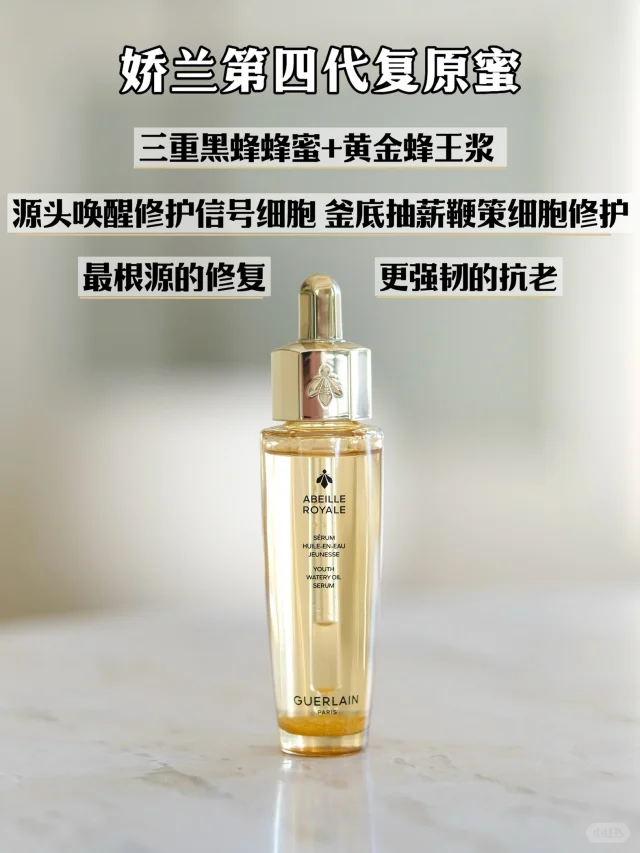 娇兰第四代复原蜜
三重黑蜂蜂蜜+黄金蜂王浆
源头唤醒修护信号细胞 釜底抽薪鞭策细胞修护
最根源的修复 更强韧的抗老
ABEILLE
ROYALE
SÉRUM
HUILE-EN-EAU
JEUNESSE
YOUTH
WATERY OIL
SERUM
GUERLAIN
PARIS
小红书